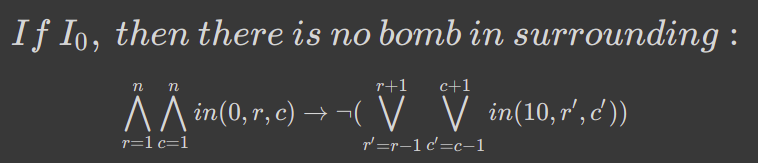 If I₀, then there is no bomb in surrounding :
⋀_{r=1}^{n} ⋀_{c=1}^{n} in(0, r, c) → ¬( ⋁_{r′=r−1}^{r+1} ⋁_{c′=c−1}^{c+1} in(10, r′, c′))